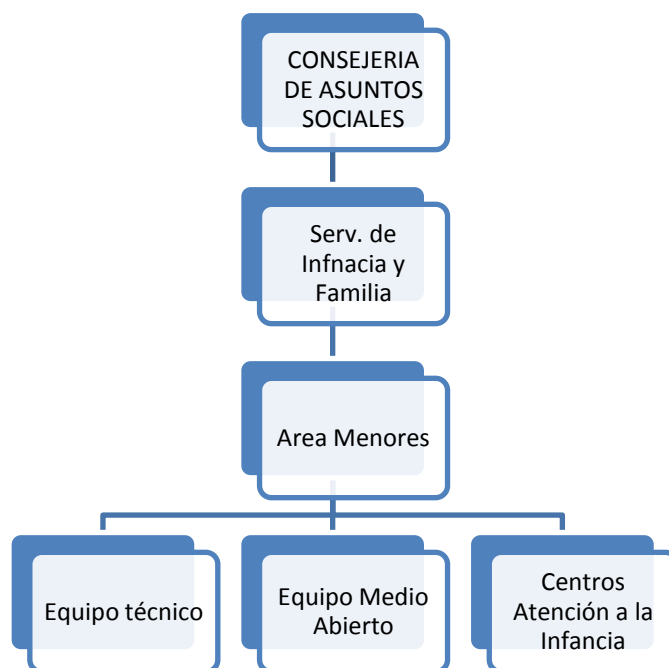 CONSEJERIA
DE ASUNTOS
SOCIALES
Serv. de
Infnacia y
Familia
Area Menores
Equipo técnico
Equipo Medio
Abierto
Centros
Atención a la
Infancia